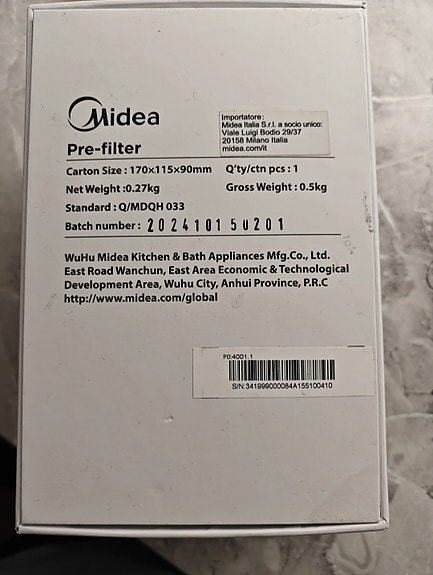 Midea
Importatore:
Midea Italia S.r.l. a socio unico:
Viale Luigi Bodio 29/37
20158 Milano Italia
midea.com/it
Pre-filter
Carton Size : 170×115×90mm Q'ty/ctn pcs : 1
Net Weight :0.27kg Gross Weight : 0.5kg
Standard : Q/MDQH 033
Batch number : 202410150201
WuHu Midea Kitchen & Bath Appliances Mfg.Co., Ltd.
East Road Wanchun, East Area Economic & Technological
Development Area, Wuhu City, Anhui Province, P.R.C
http://www.midea.com/global
P0:4001.1
S/N:341999000084A155100410